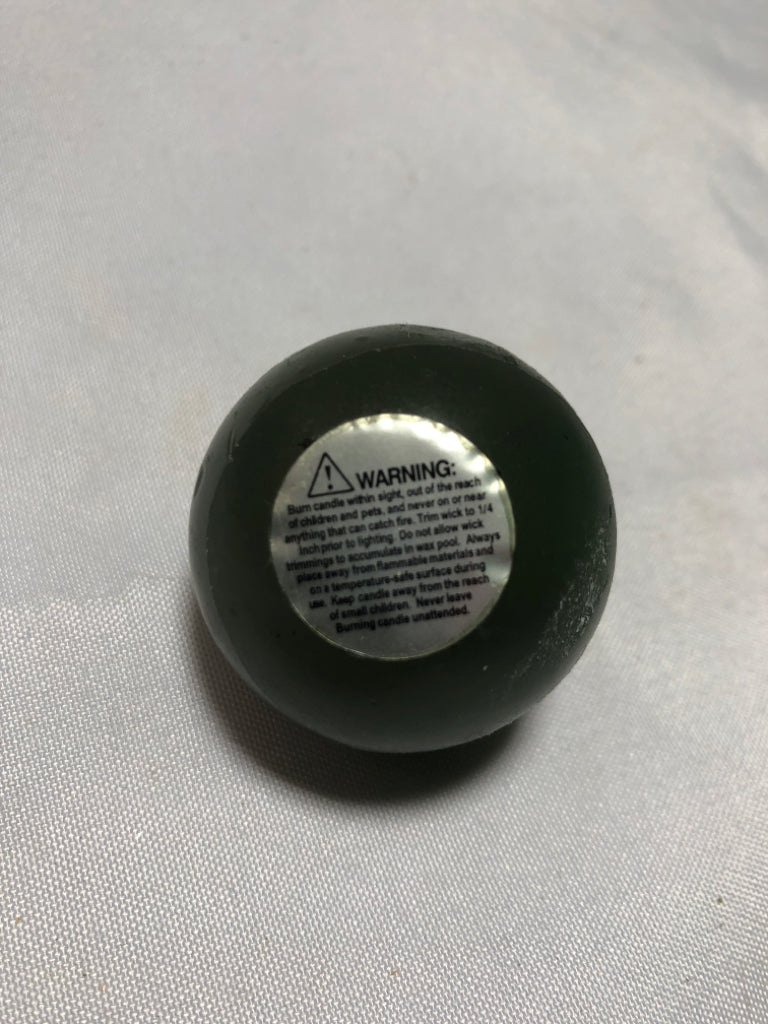 WARNING:
Burn candle within sight, out of the reach
of children and pets, and never on or near
anything that can catch fire. Trim wick to 1/4
Inch prior to lighting. Do not allow wick
trimmings to accumulate in wax pool. Always
place away from flammable materials and
on a temperature-safe surface during
use. Keep candle away from the reach
of small children. Never leave
Burning candle unattended.